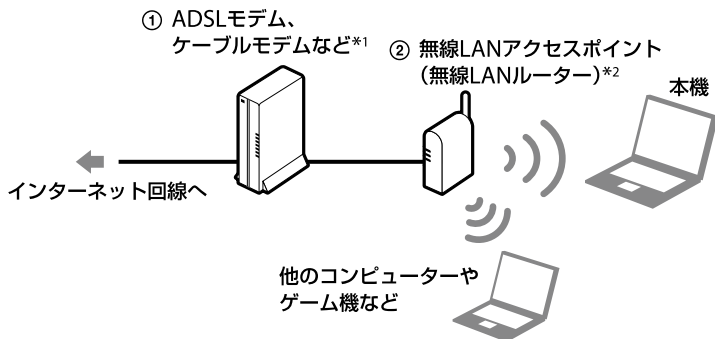 ① ADSLモデム、
ケーブルモデムなど*1
② 無線LANアクセスポイント
（無線LANルーター）*2
本機
インターネット回線へ
他のコンピューターや
ゲーム機など